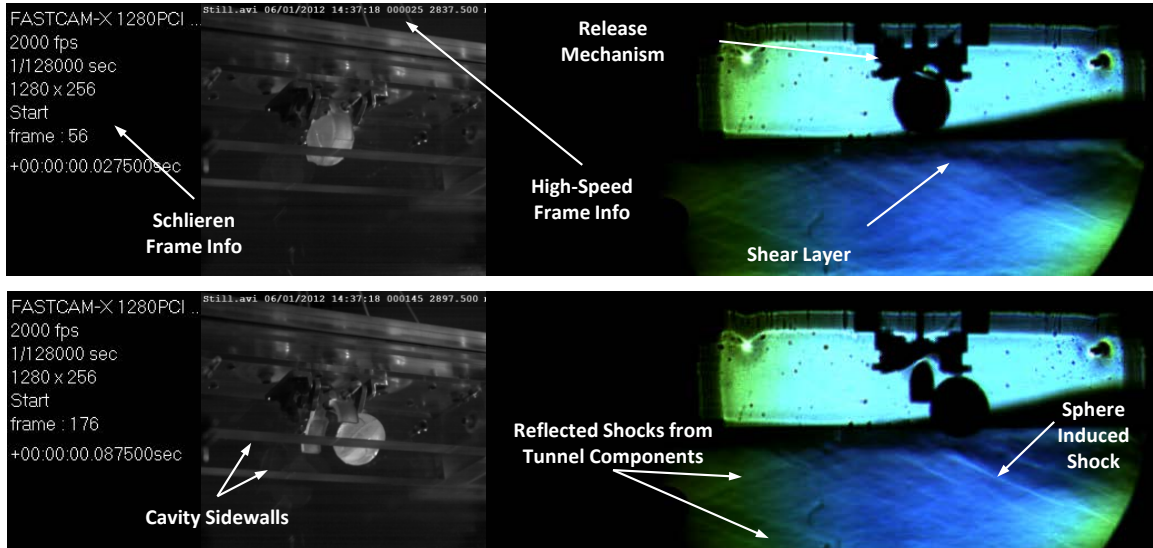 FASTCAM-X 1280PCI ...
2000 fps
1/128000 sec
1280 x 256
Start
frame : 56
+00:00:00.027500sec
Still.avi 06/01/2012 14:37:18 000025 2837.500
Release
Mechanism
Schlieren
Frame Info
High-Speed
Frame Info
Shear Layer
FASTCAM-X 1280PCI ...
2000 fps
1/128000 sec
1280 x 256
Start
frame : 176
+00:00:00.087500sec
Still.avi 06/01/2012 14:37:18 000145 2897.500
Cavity Sidewalls
Reflected Shocks from
Tunnel Components
Sphere
Induced
Shock